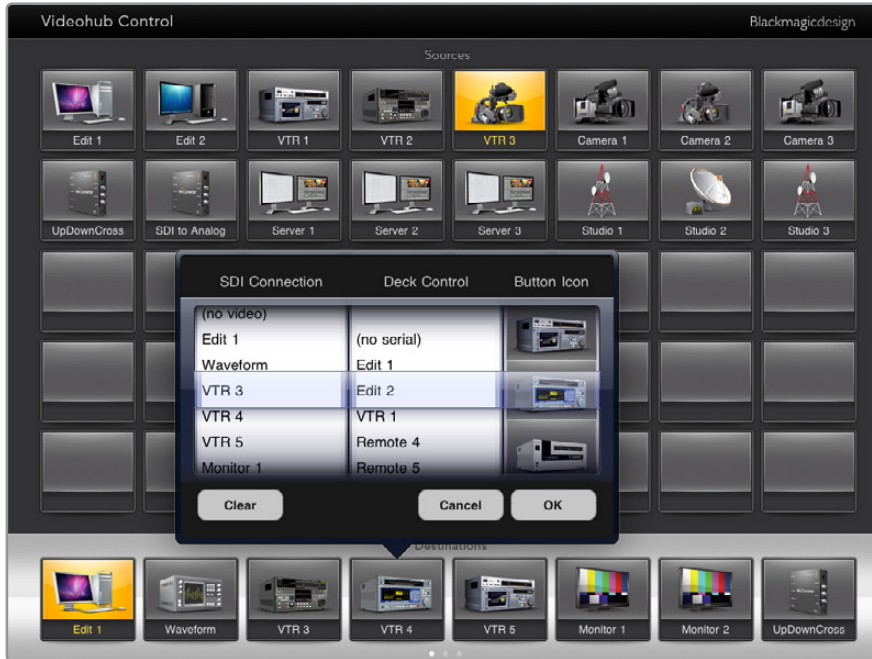 Videohub Control
Blackmagicdesign
Sources
Edit 1
Edit 2
VTR 1
VTR 2
VTR 3
Camera 1
Camera 2
Camera 3
UpDownCross
SDI to Analog
Server 1
Server 2
Server 3
Studio 1
Studio 2
Studio 3
SDI Connection
Deck Control
Button Icon
(no video)
Edit 1
Waveform
VTR 3
VTR 4
VTR 5
Monitor 1
(no serial)
Edit 1
Edit 2
VTR 1
Remote 4
Remote 5
Clear
Cancel
OK
Destinations
Edit 1
Waveform
VTR 3
VTR 4
VTR 5
Monitor 1
Monitor 2
UpDownCross